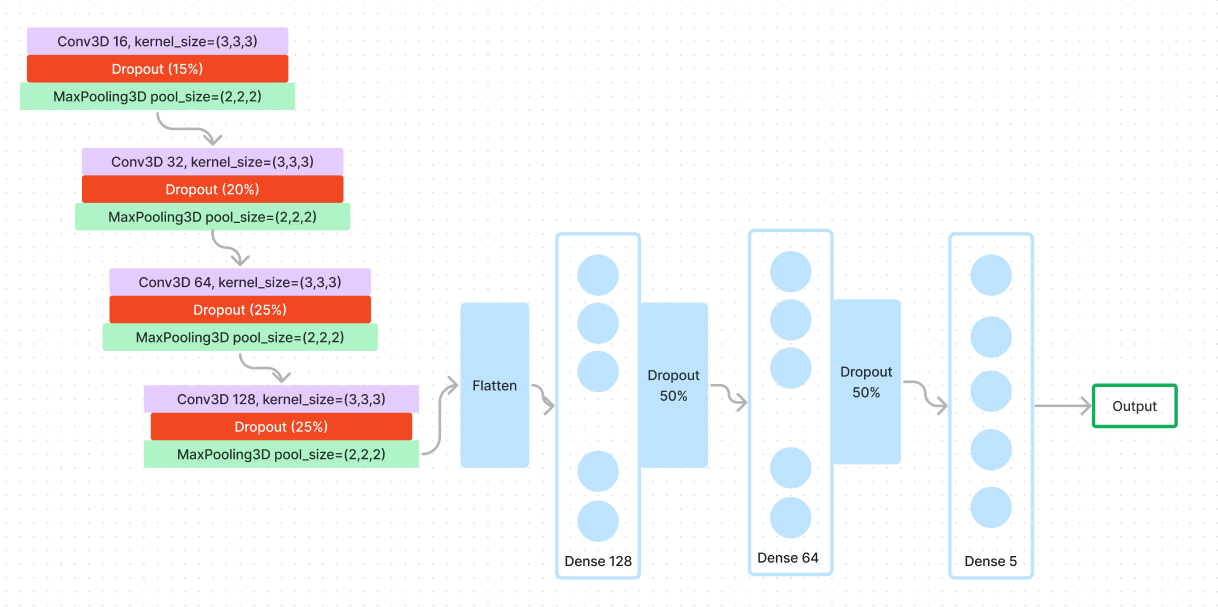 Conv3D 16, kernel_size=(3,3,3)
Dropout (15%)
MaxPooling3D pool_size=(2,2,2)
Conv3D 32, kernel_size=(3,3,3)
Dropout (20%)
MaxPooling3D pool_size=(2,2,2)
Conv3D 64, kernel_size=(3,3,3)
Dropout (25%)
MaxPooling3D pool_size=(2,2,2)
Conv3D 128, kernel_size=(3,3,3)
Dropout (25%)
MaxPooling3D pool_size=(2,2,2)
Flatten
Dense 128
Dropout
50%
Dense 64
Dropout
50%
Dense 5
Output